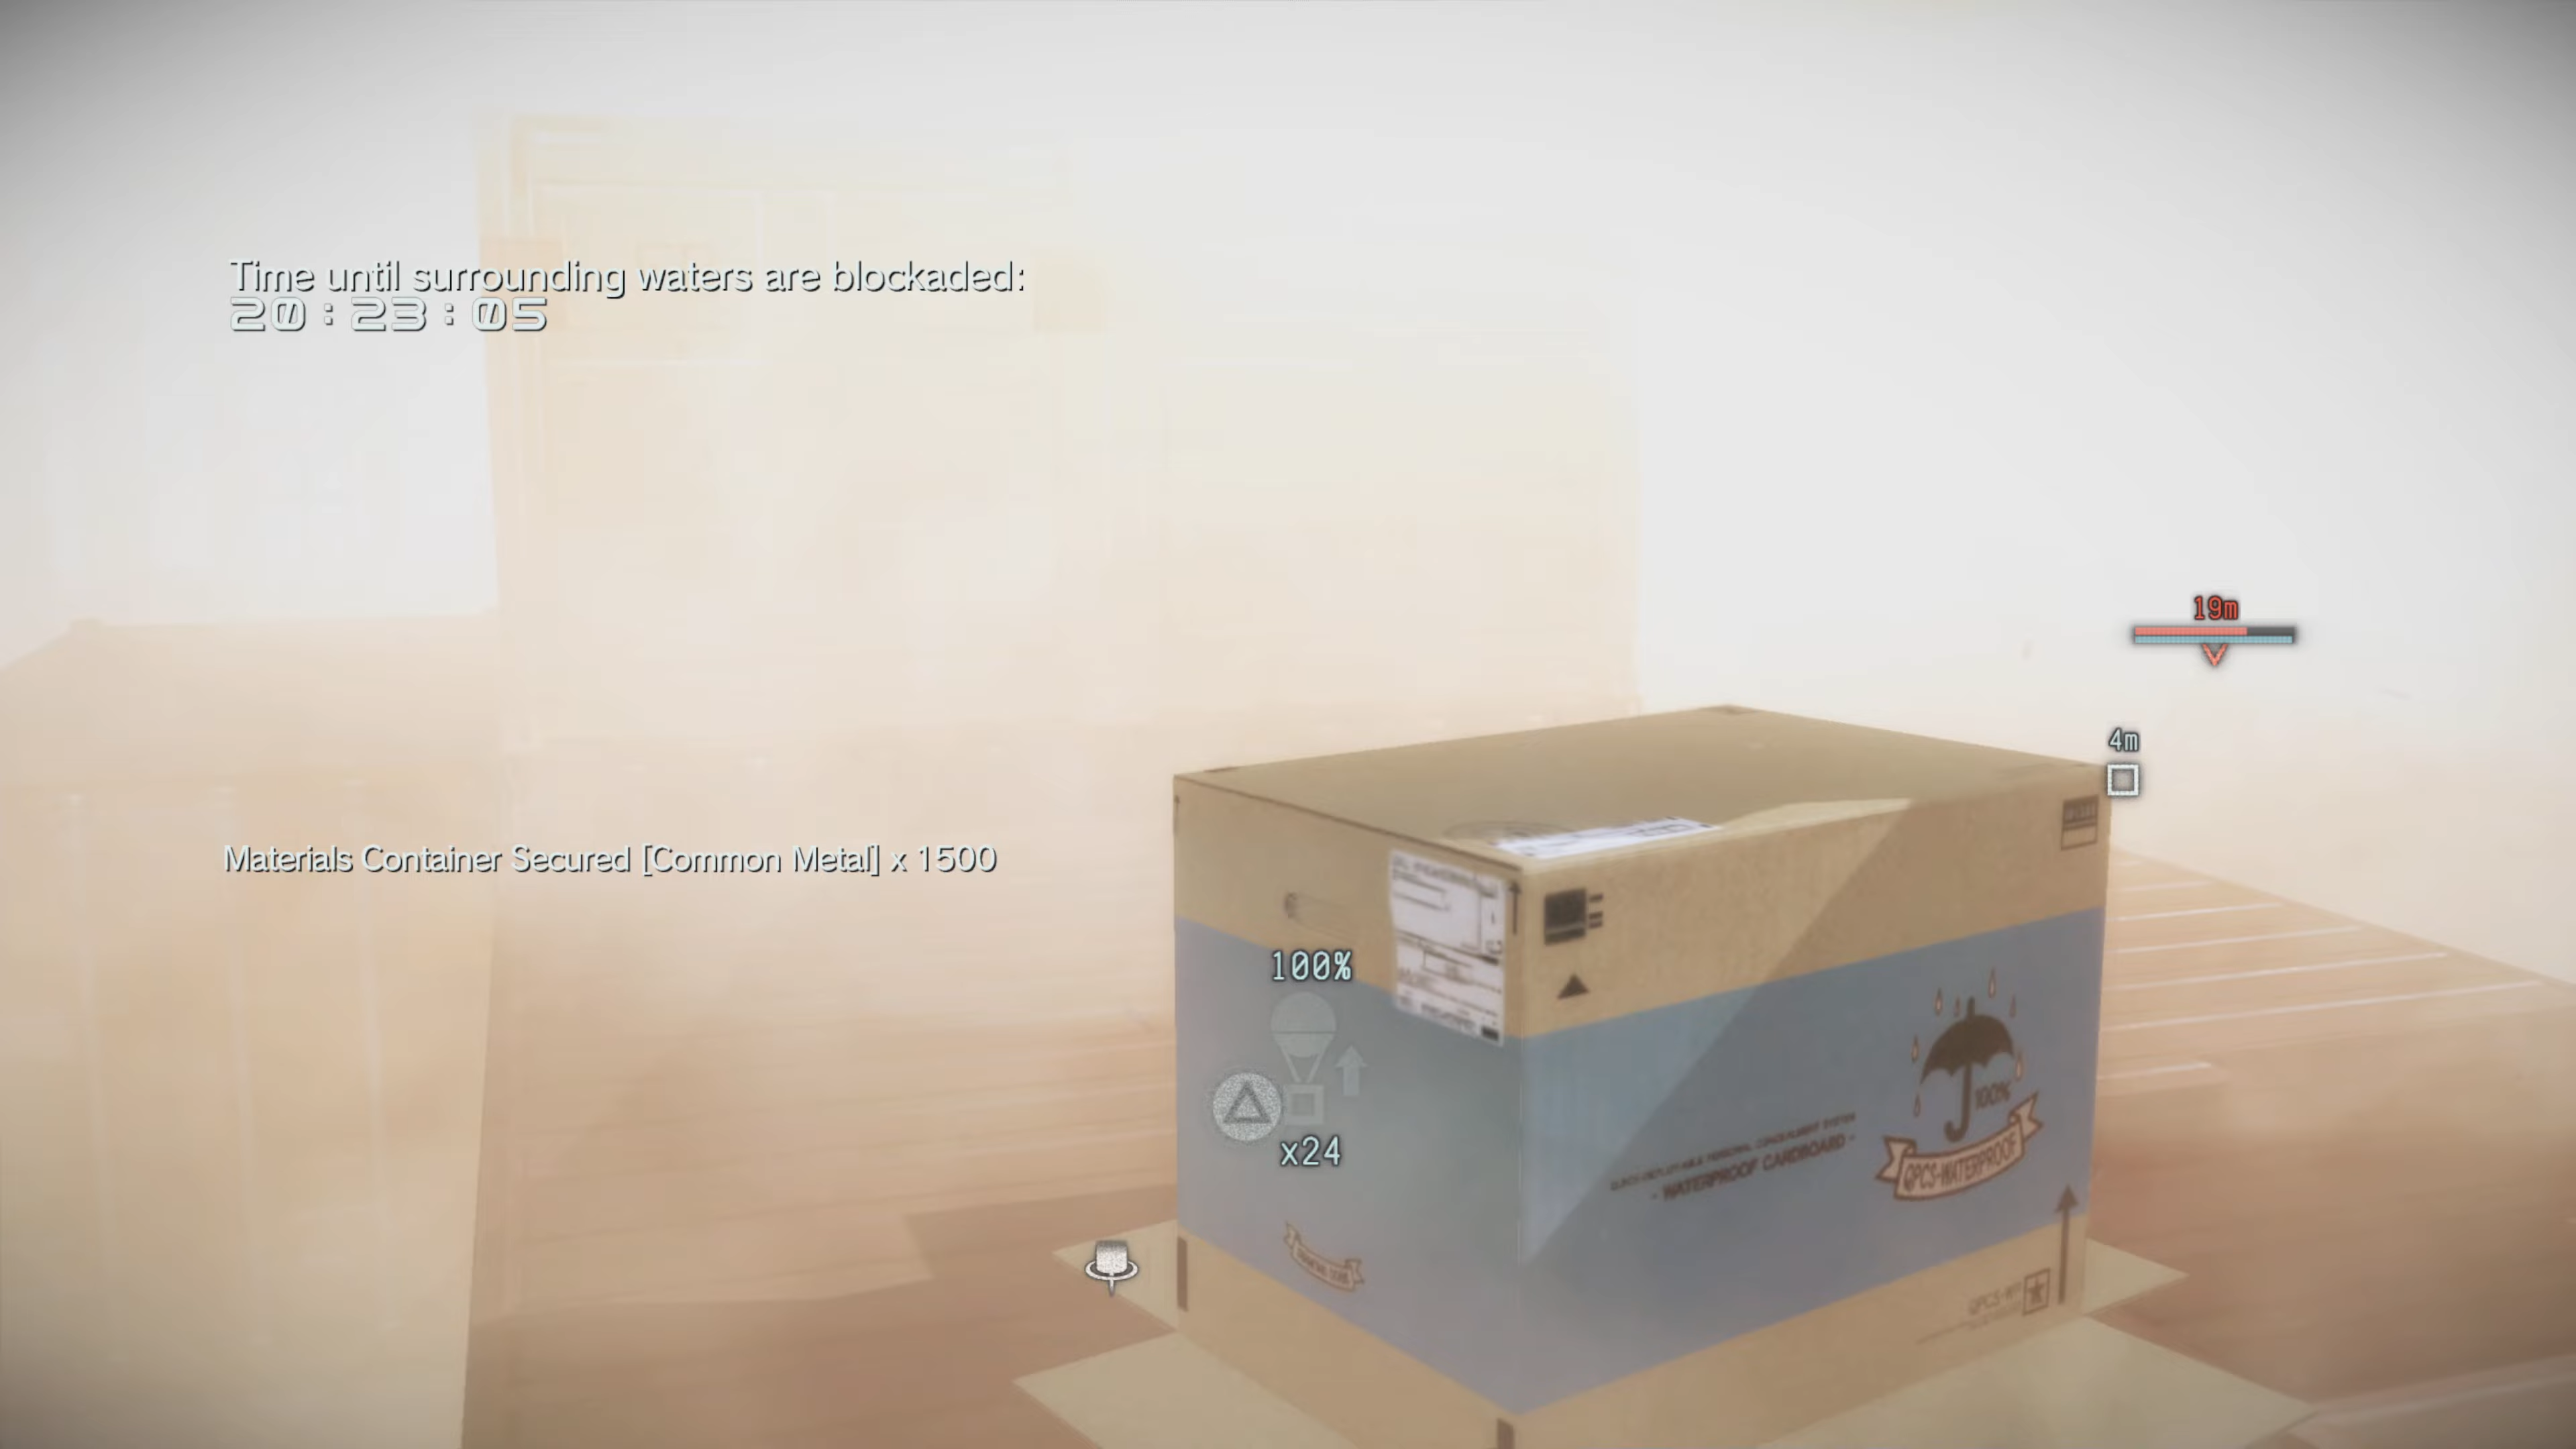 Time until surrounding waters are blockaded:
20:23:05
19m
4m
Materials Container Secured [Common Metal] x 1500
100%
x24
100%
- WATERPROOF CARDBOARD -
QPCS-WATERPROOF